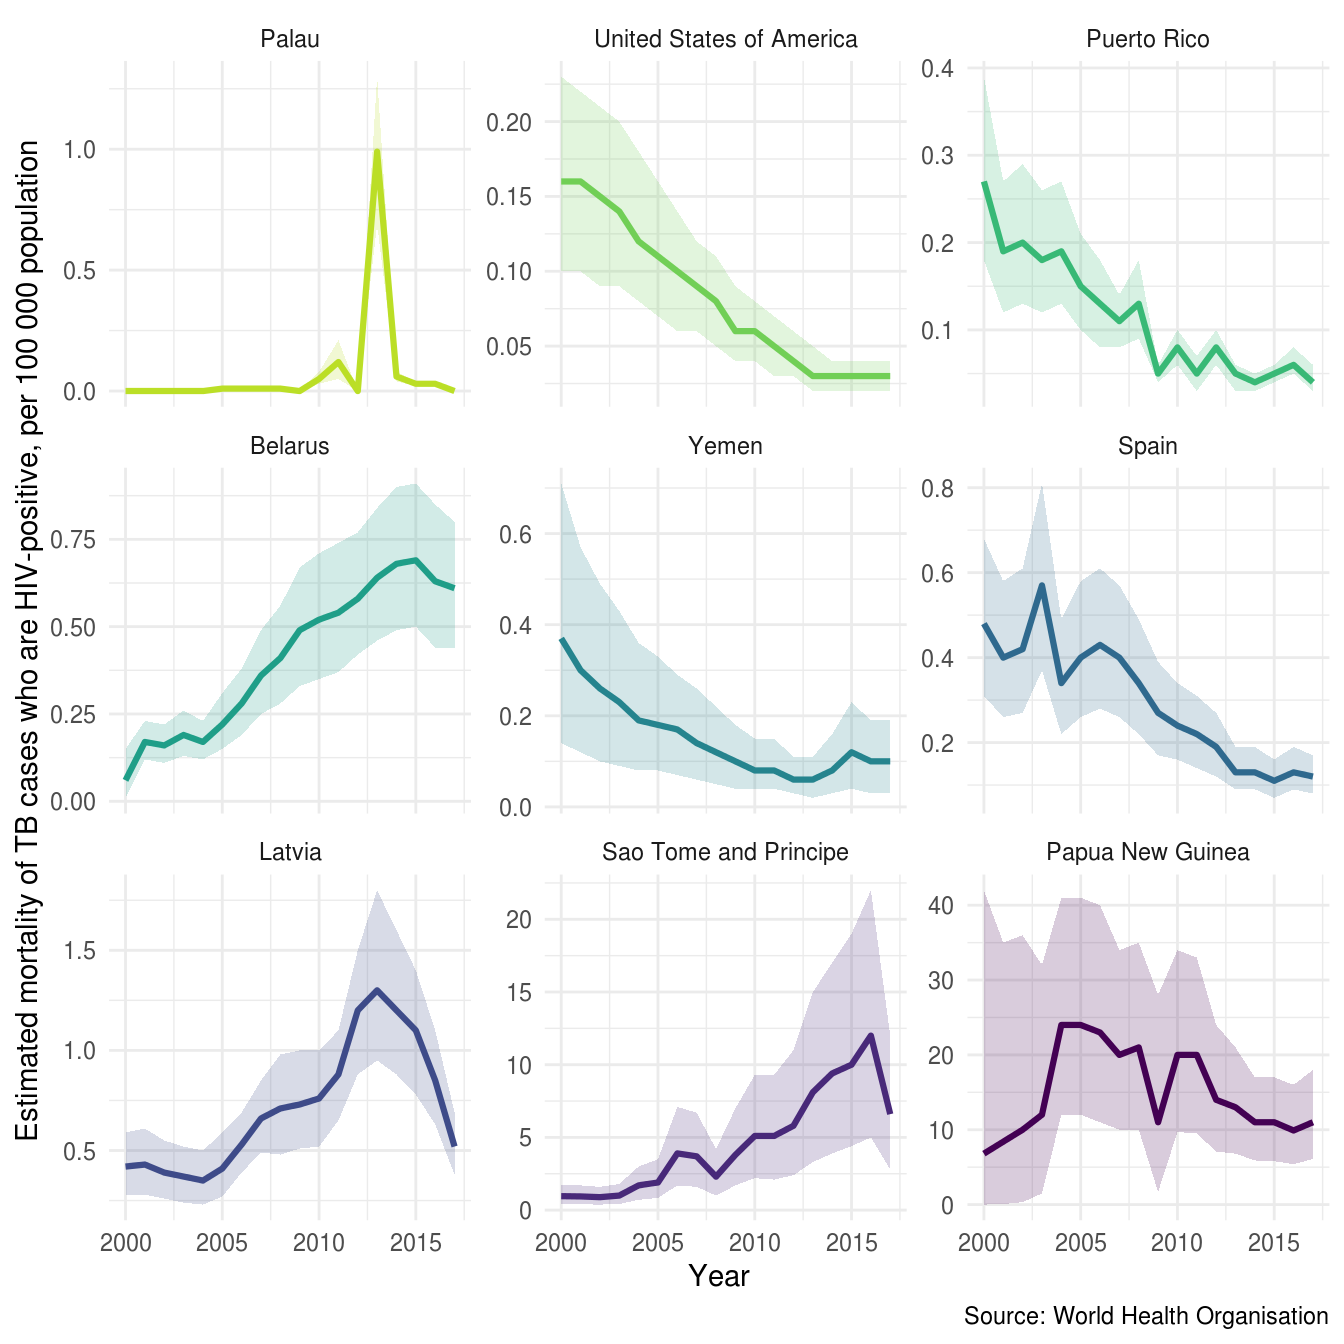 Palau
United States of America
Puerto Rico
1.0
0.5
0.0
0.20
0.15
0.10
0.05
0.4
0.3
0.2
0.1
Belarus
Yemen
Spain
0.75
0.50
0.25
0.00
0.6
0.4
0.2
0.0
0.8
0.6
0.4
0.2
Latvia
Sao Tome and Principe
Papua New Guinea
1.5
1.0
0.5
20
15
10
5
0
40
30
20
10
0
2000 2005 2010 2015
2000 2005 2010 2015
2000 2005 2010 2015
Estimated mortality of TB cases who are HIV-positive, per 100 000 population
Year
Source: World Health Organisation